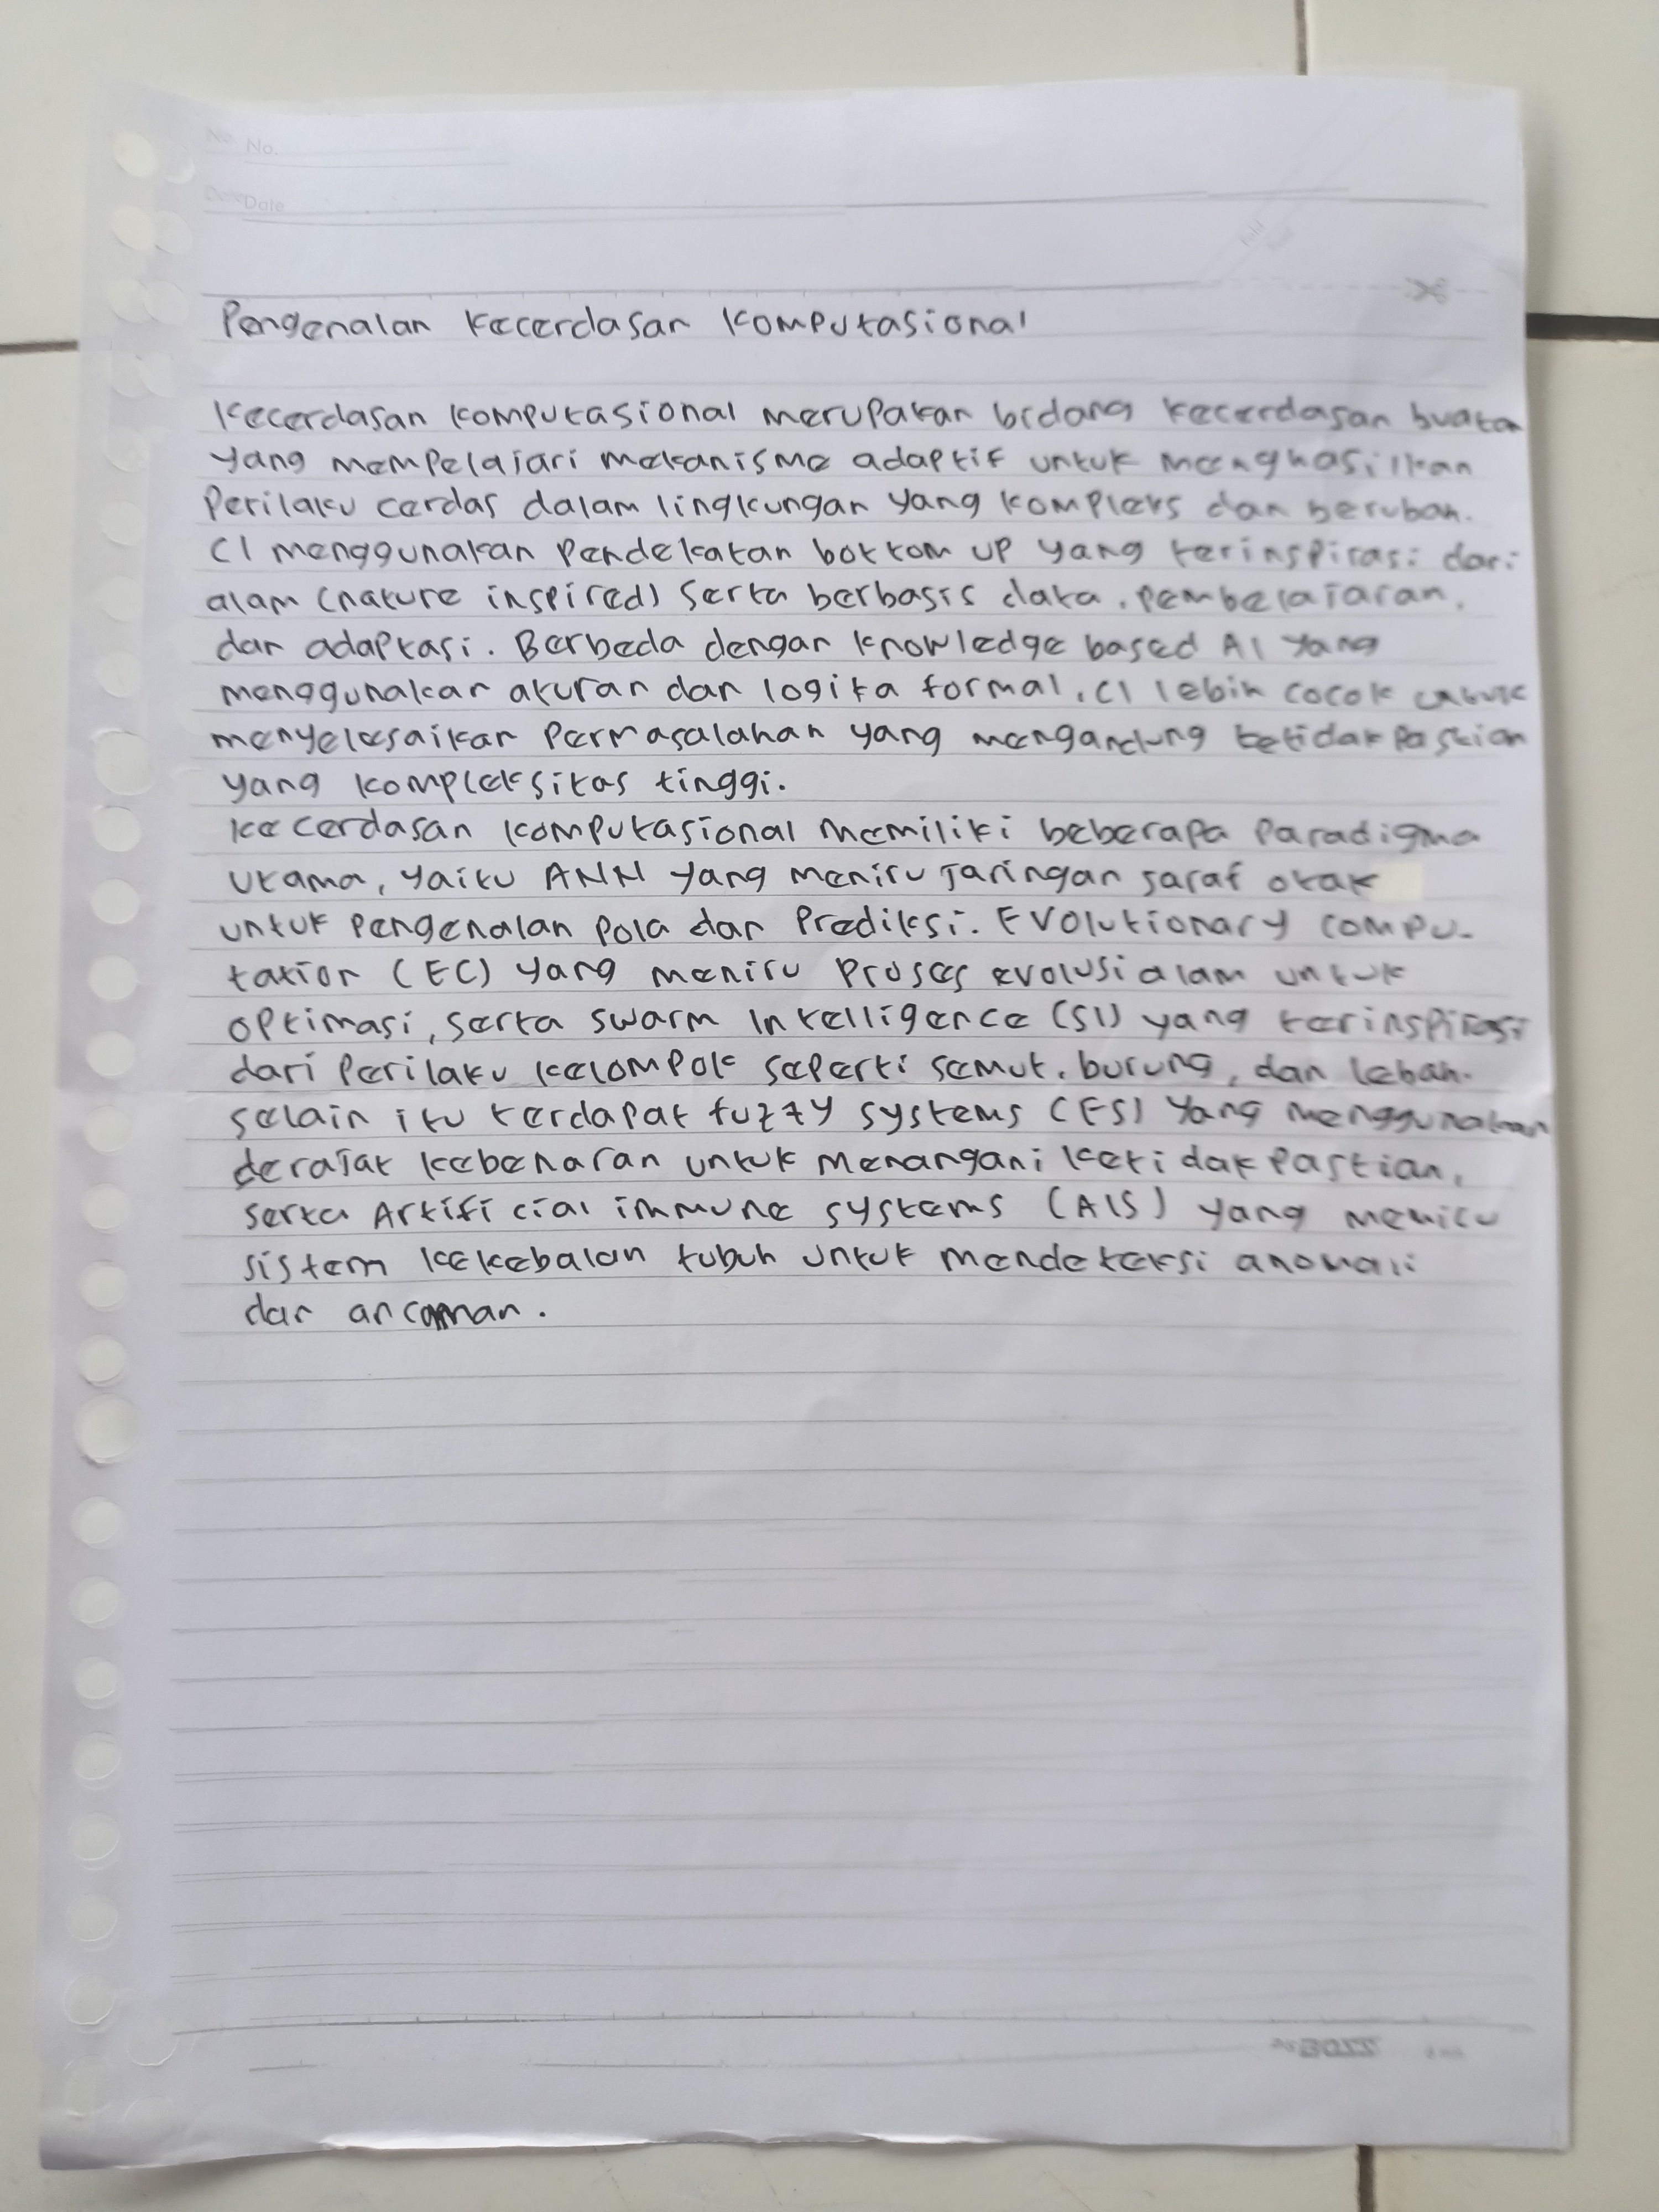 No. No.
Date Date
Pengenalan Kecerdasan Komputasional
Kecerdasan Komputasional merupakan bidang kecerdasan buatan
yang mempelajari mekanisme adaptif untuk menghasilkan
Perilaku cerdas dalam lingkungan yang kompleks dan berubah.
CI menggunakan Pendekatan bottom up yang terinspirasi dari
alam (nature inspired) serta berbasis data, pembelajaran,
dan adaptasi. Berbeda dengan knowledge based AI yang
menggunakan aturan dan logika formal, CI lebih cocok untuk
menyelesaikan Permasalahan yang mengandung ketidakpastian
yang kompleksitas tinggi.
kecerdasan komputasional memiliki beberapa Paradigma
utama, yaitu ANN yang meniru jaringan saraf otak
untuk pengenalan pola dan Prediksi. Evolutionary compu-
tation (EC) yang meniru Proses evolusi alam untuk
optimasi, serta swarm Intelligence (SI) yang terinspirasi
dari Perilaku kelompok seperti semut, burung, dan lebah.
selain itu terdapat fuzzy systems (FS) yang menggunakan
derajat kebenaran untuk menangani ketidakpastian,
serta Artificial immune systems (AIS) yang meniru
sistem kekebalan tubuh untuk mendeteksi anomali
dan ancaman.